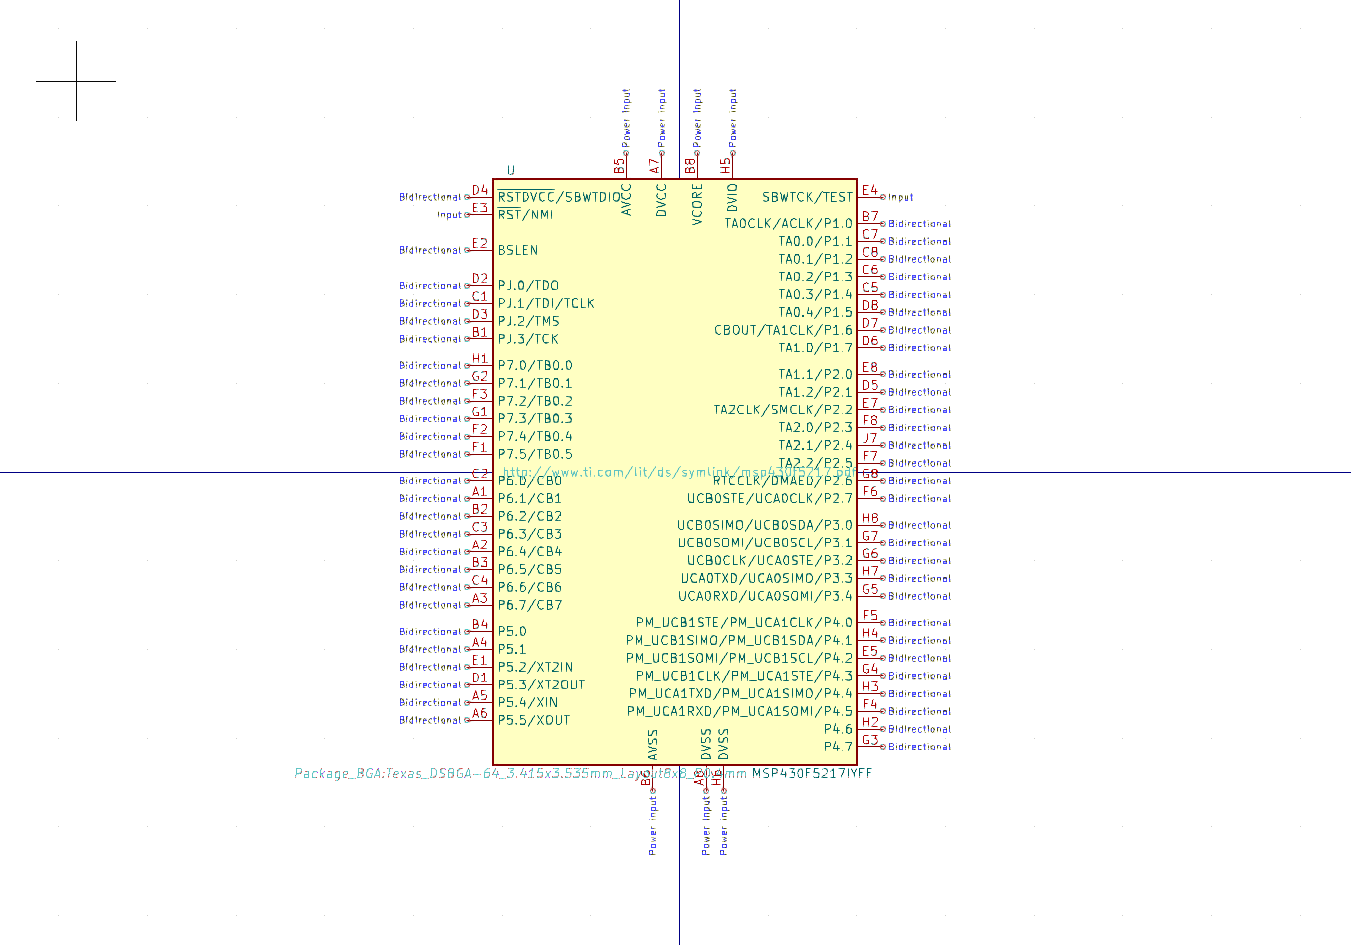 Power Input Power Input Power Input Power Input
B5 A7 B8 H5
U
AVCC DVCC VCORE DVIO
Bidirectional D4 RSTDVCC/SBWTDIO
Input E3 RST/NMI
Bidirectional E2 BSLEN
Bidirectional D2 PJ.0/TDO
Bidirectional C1 PJ.1/TDI/TCLK
Bidirectional D3 PJ.2/TMS
Bidirectional B1 PJ.3/TCK
Bidirectional H1 P7.0/TB0.0
Bidirectional G2 P7.1/TB0.1
Bidirectional F3 P7.2/TB0.2
Bidirectional G1 P7.3/TB0.3
Bidirectional F2 P7.4/TB0.4
Bidirectional F1 P7.5/TB0.5
Bidirectional C2 P6.0/CB0
Bidirectional A1 P6.1/CB1
Bidirectional B2 P6.2/CB2
Bidirectional C3 P6.3/CB3
Bidirectional A2 P6.4/CB4
Bidirectional B3 P6.5/CB5
Bidirectional C4 P6.6/CB6
Bidirectional A3 P6.7/CB7
Bidirectional B4 P5.0
Bidirectional A4 P5.1
Bidirectional E1 P5.2/XT2IN
Bidirectional D1 P5.3/XT2OUT
Bidirectional A5 P5.4/XIN
Bidirectional A6 P5.5/XOUT
SBWTCK/TEST E4 Input
TA0CLK/ACLK/P1.0 B7 Bidirectional
TA0.0/P1.1 C7 Bidirectional
TA0.1/P1.2 C8 Bidirectional
TA0.2/P1.3 C6 Bidirectional
TA0.3/P1.4 C5 Bidirectional
TA0.4/P1.5 D8 Bidirectional
CBOUT/TA1CLK/P1.6 D7 Bidirectional
TA1.0/P1.7 D6 Bidirectional
TA1.1/P2.0 E8 Bidirectional
TA1.2/P2.1 D5 Bidirectional
TA2CLK/SMCLK/P2.2 E7 Bidirectional
TA2.0/P2.3 F8 Bidirectional
TA2.1/P2.4 J7 Bidirectional
TA2.2/P2.5 F7 Bidirectional
http://www.ti.com/lit/ds/symlink/msp430f5217.pdf
RTCCLK/DMAE0/P2.6 G8 Bidirectional
UCB0STE/UCA0CLK/P2.7 F6 Bidirectional
UCB0SIMO/UCB0SDA/P3.0 H8 Bidirectional
UCB0SOMI/UCB0SCL/P3.1 G7 Bidirectional
UCB0CLK/UCA0STE/P3.2 G6 Bidirectional
UCA0TXD/UCA0SIMO/P3.3 H7 Bidirectional
UCA0RXD/UCA0SOMI/P3.4 G5 Bidirectional
PM_UCB1STE/PM_UCA1CLK/P4.0 F5 Bidirectional
PM_UCB1SIMO/PM_UCB1SDA/P4.1 H4 Bidirectional
PM_UCB1SOMI/PM_UCB1SCL/P4.2 E5 Bidirectional
PM_UCB1CLK/PM_UCA1STE/P4.3 G4 Bidirectional
PM_UCA1TXD/PM_UCA1SIMO/P4.4 H3 Bidirectional
PM_UCA1RXD/PM_UCA1SOMI/P4.5 F4 Bidirectional
P4.6 H2 Bidirectional
P4.7 G3 Bidirectional
AVSS DVSS DVSS
Package_BGA:Texas_DSBGA-64_3.415x3.535mm_Layout8x8_P0.4mm MSP430F5217IYFF
B6 A8 H6
Power Input Power Input Power Input